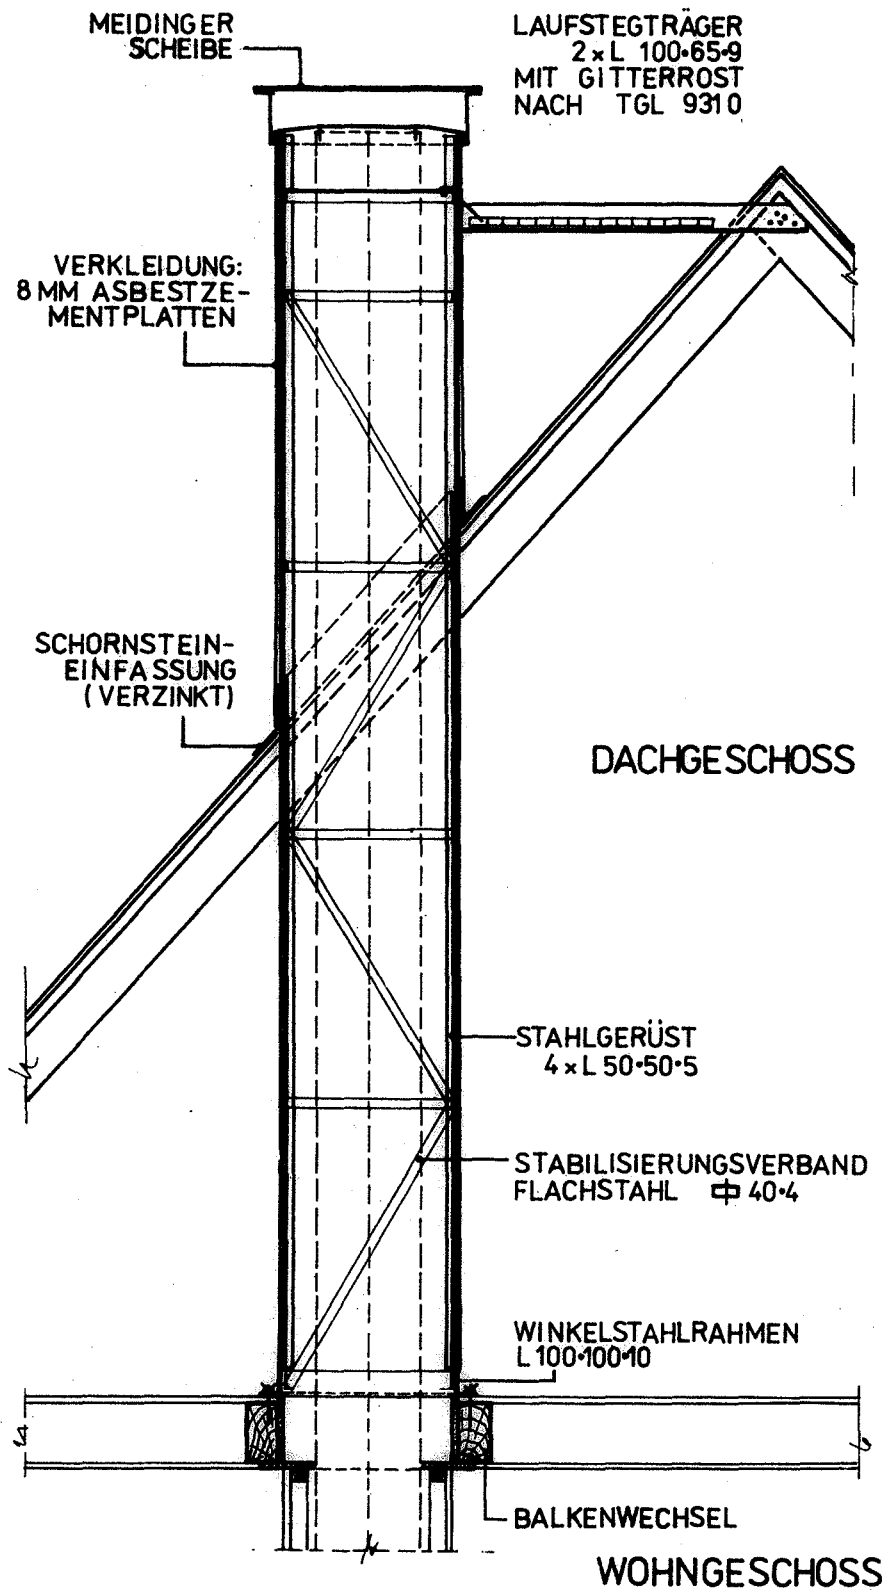 MEIDINGER
SCHEIBE
LAUFSTEGTRÄGER
2 x L 100·65·9
MIT GITTERROST
NACH TGL 9310
VERKLEIDUNG:
8 MM ASBESTZE-
MENTPLATTEN
SCHORNSTEIN-
EINFASSUNG
(VERZINKT)
DACHGESCHOSS
STAHLGERÜST
4 x L 50·50·5
STABILISIERUNGSVERBAND
FLACHSTAHL 40·4
WINKELSTAHLRAHMEN
L 100·100·10
BALKENWECHSEL
WOHNGESCHOSS